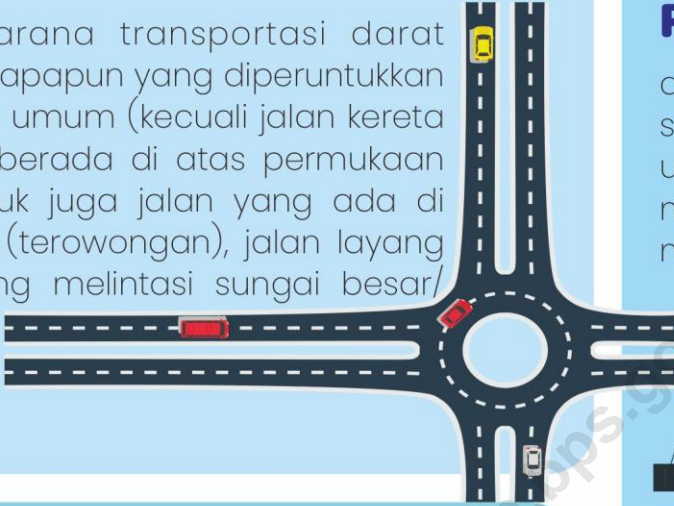 arana transportasi darat
apapun yang diperuntukkan
umum (kecuali jalan kereta
berada di atas permukaan
uk juga jalan yang ada di
(terowongan), jalan layang
ng melintasi sungai besar/